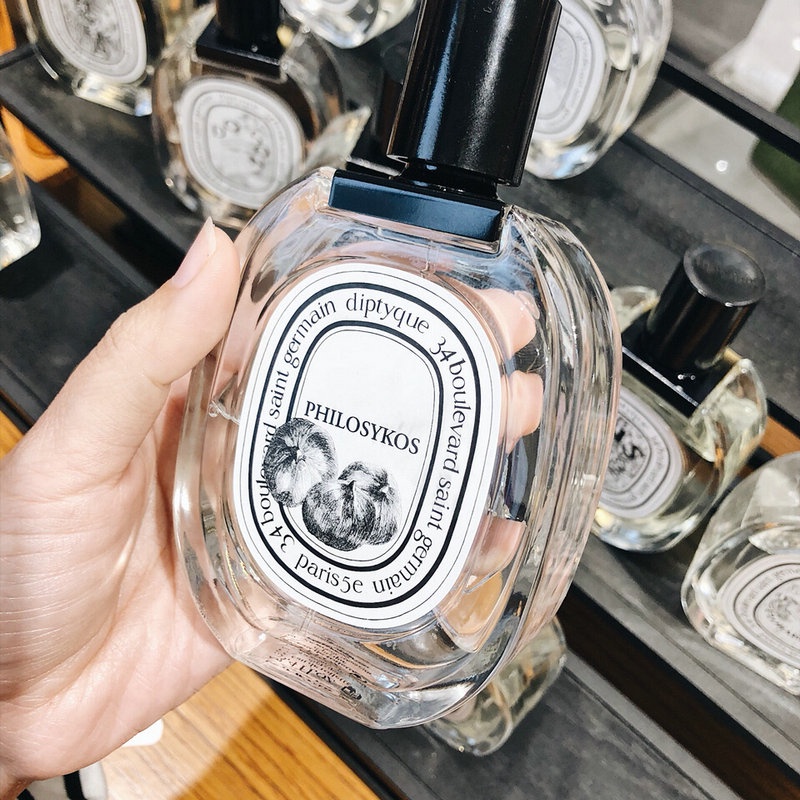 diptyque
34 boulevard saint germain
PHILOSYKOS
34 boulevard saint germain
paris5e